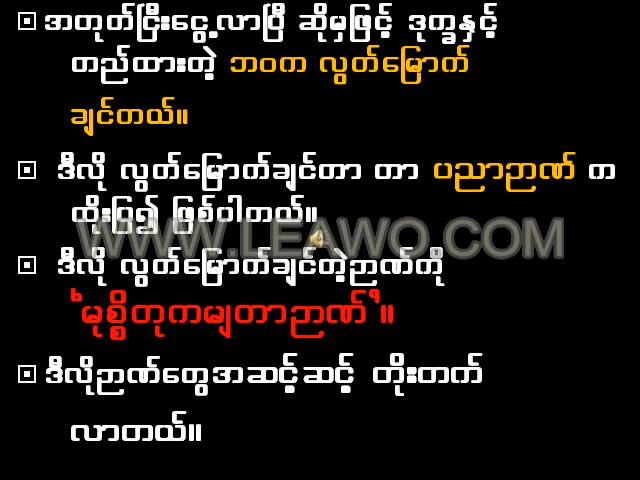 အတုတ်ငြီးငွေ့လာပြီ ဆိုမှဖြင့် ဒုက္ခနှင့်
တည်ထားတဲ့ ဘဝက လွတ်မြောက်
ချင်တယ်။
ဒီလို လွတ်မြောက်ချင်တာ ဟာ ပညာဉာဏ် က
ထိုးပြ၍ ဖြစ်ပါတယ်။
WWW.LEAWO.COM
ဒီလို လွတ်မြောက်ချင်တဲ့ဉာဏ်ကို
“မုစ္စိတုကမျတာဉာဏ်”။
ဒီလိုဉာဏ်တွေအဆင့်ဆင့် တိုးတက်
လာတယ်။